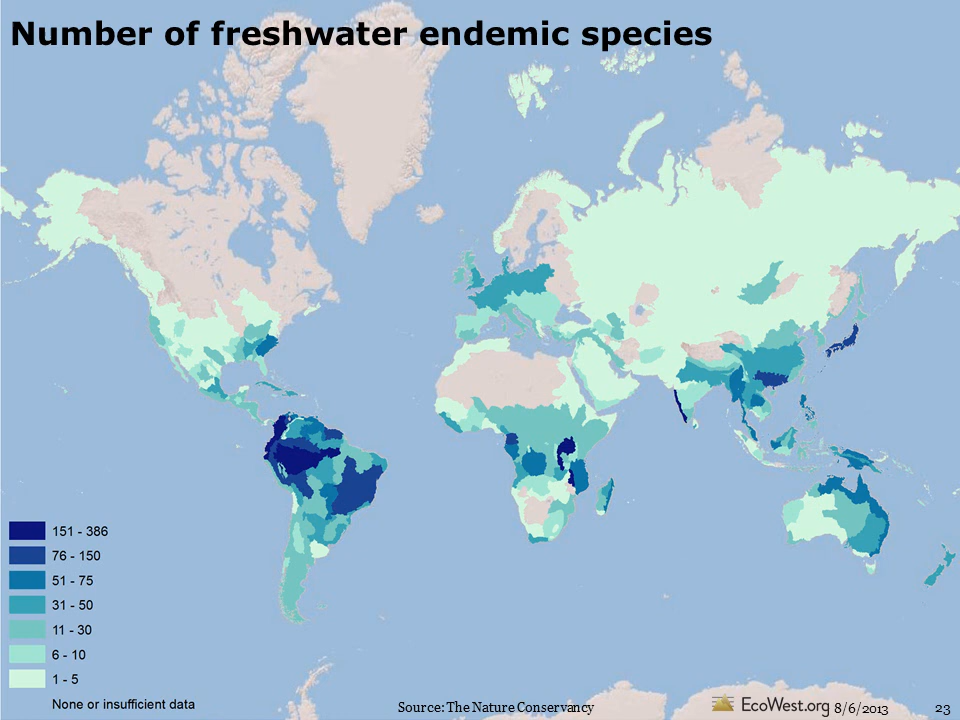 Number of freshwater endemic species
151 - 386
76 - 150
51 - 75
31 - 50
11 - 30
6 - 10
1 - 5
None or insufficient data
Source: The Nature Conservancy
EcoWest.org 8/6/2013
23